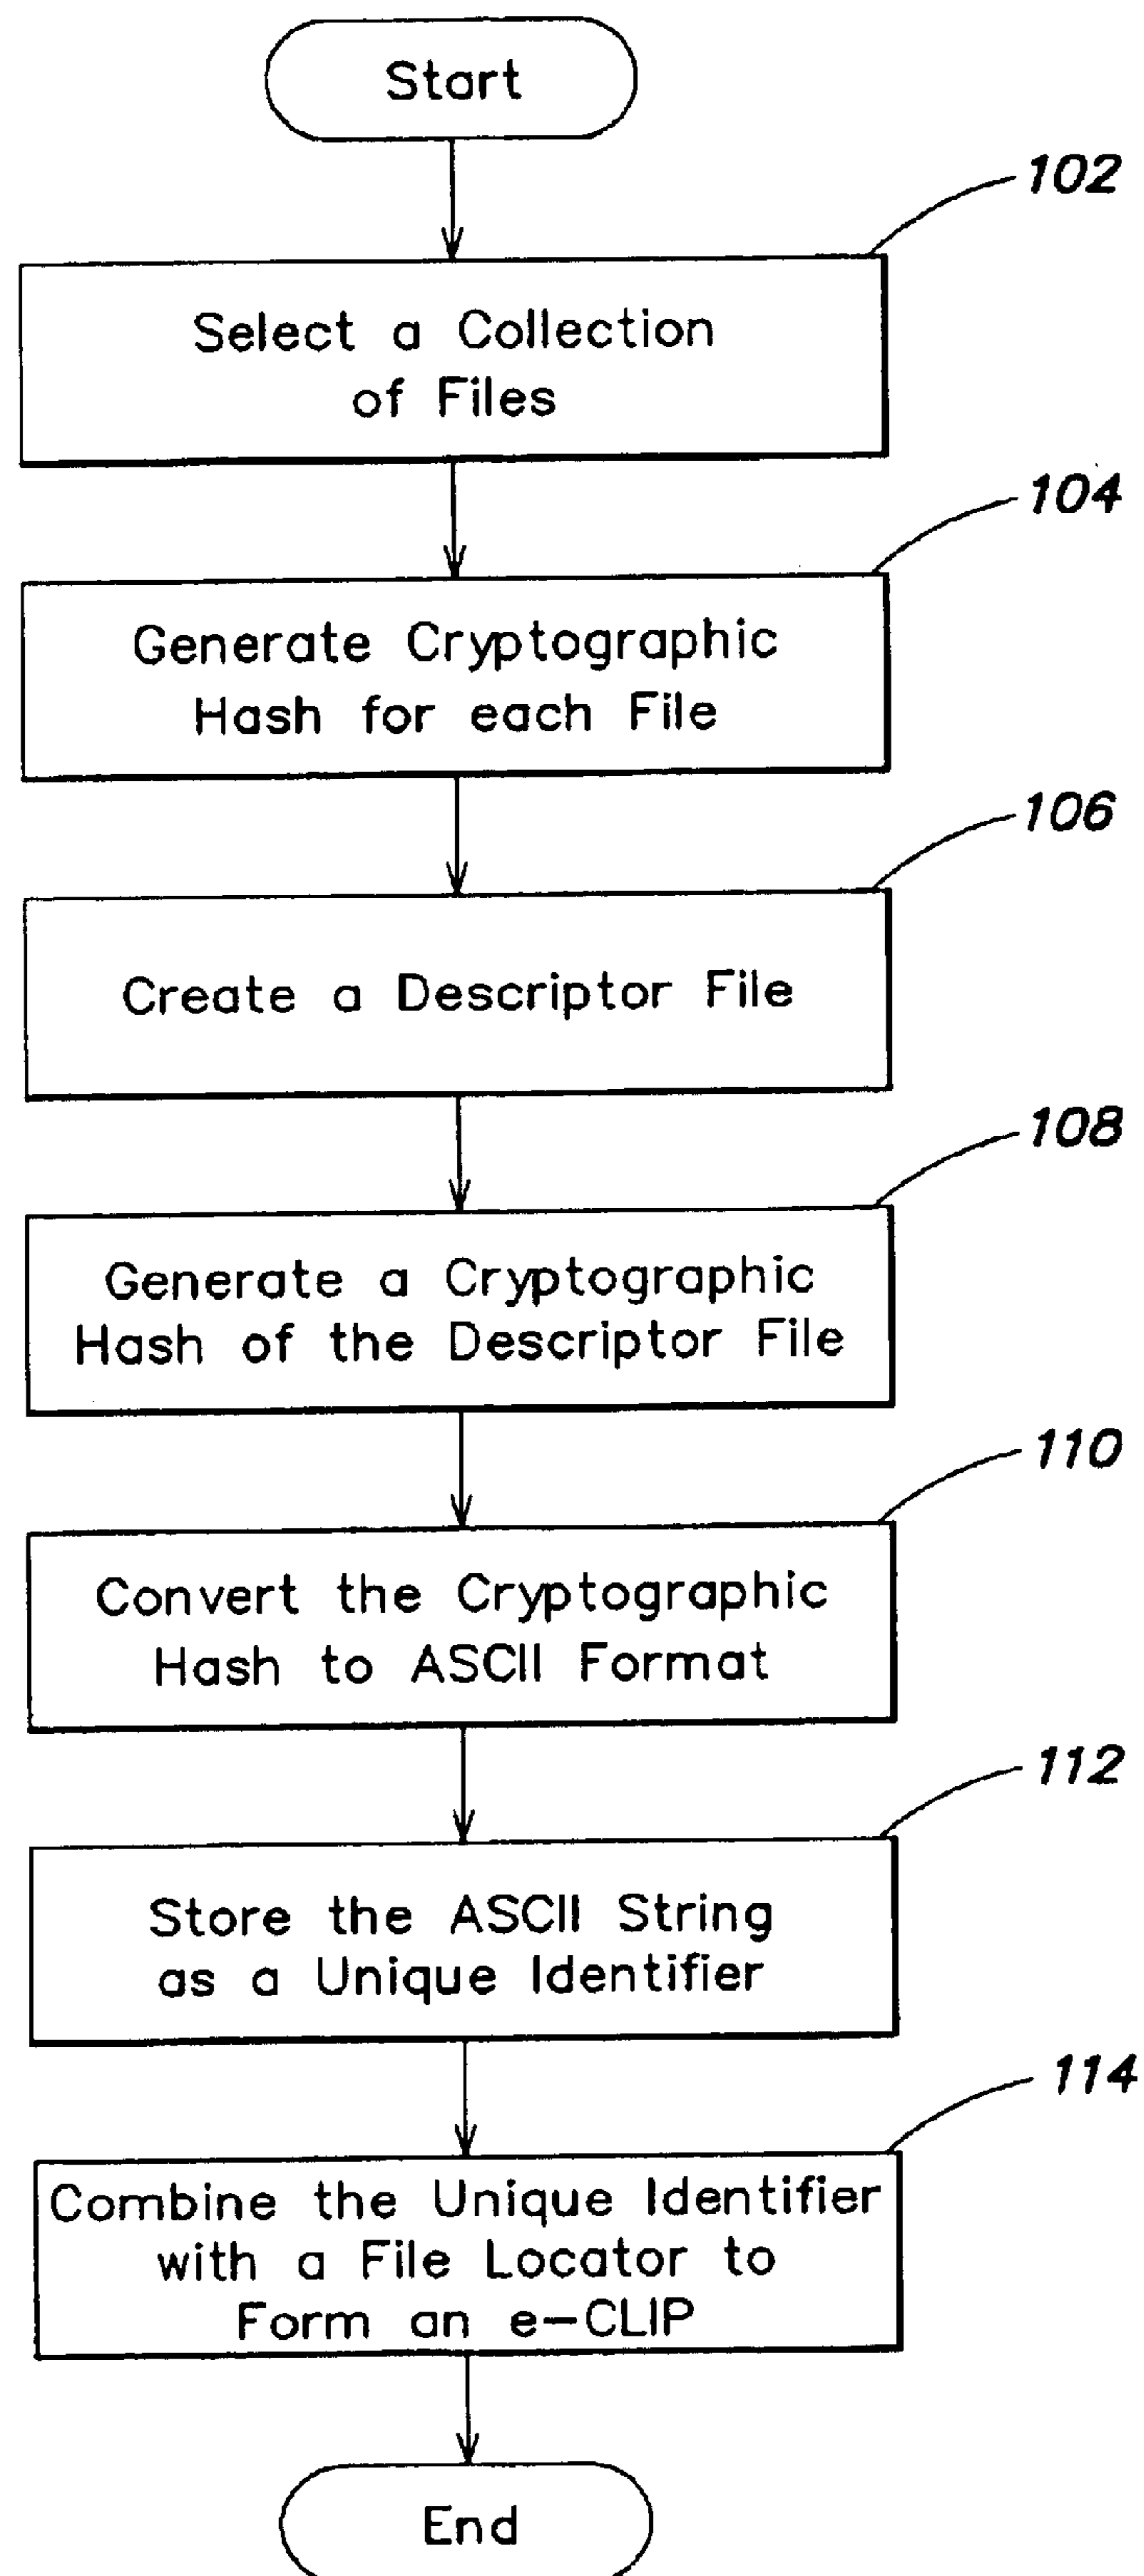 Start
102
Select a Collection
of Files
104
Generate Cryptographic
Hash for each File
106
Create a Descriptor File
108
Generate a Cryptographic
Hash of the Descriptor File
110
Convert the Cryptographic
Hash to ASCII Format
112
Store the ASCII String
as a Unique Identifier
114
Combine the Unique Identifier
with a File Locator to
Form an e-CLIP
End